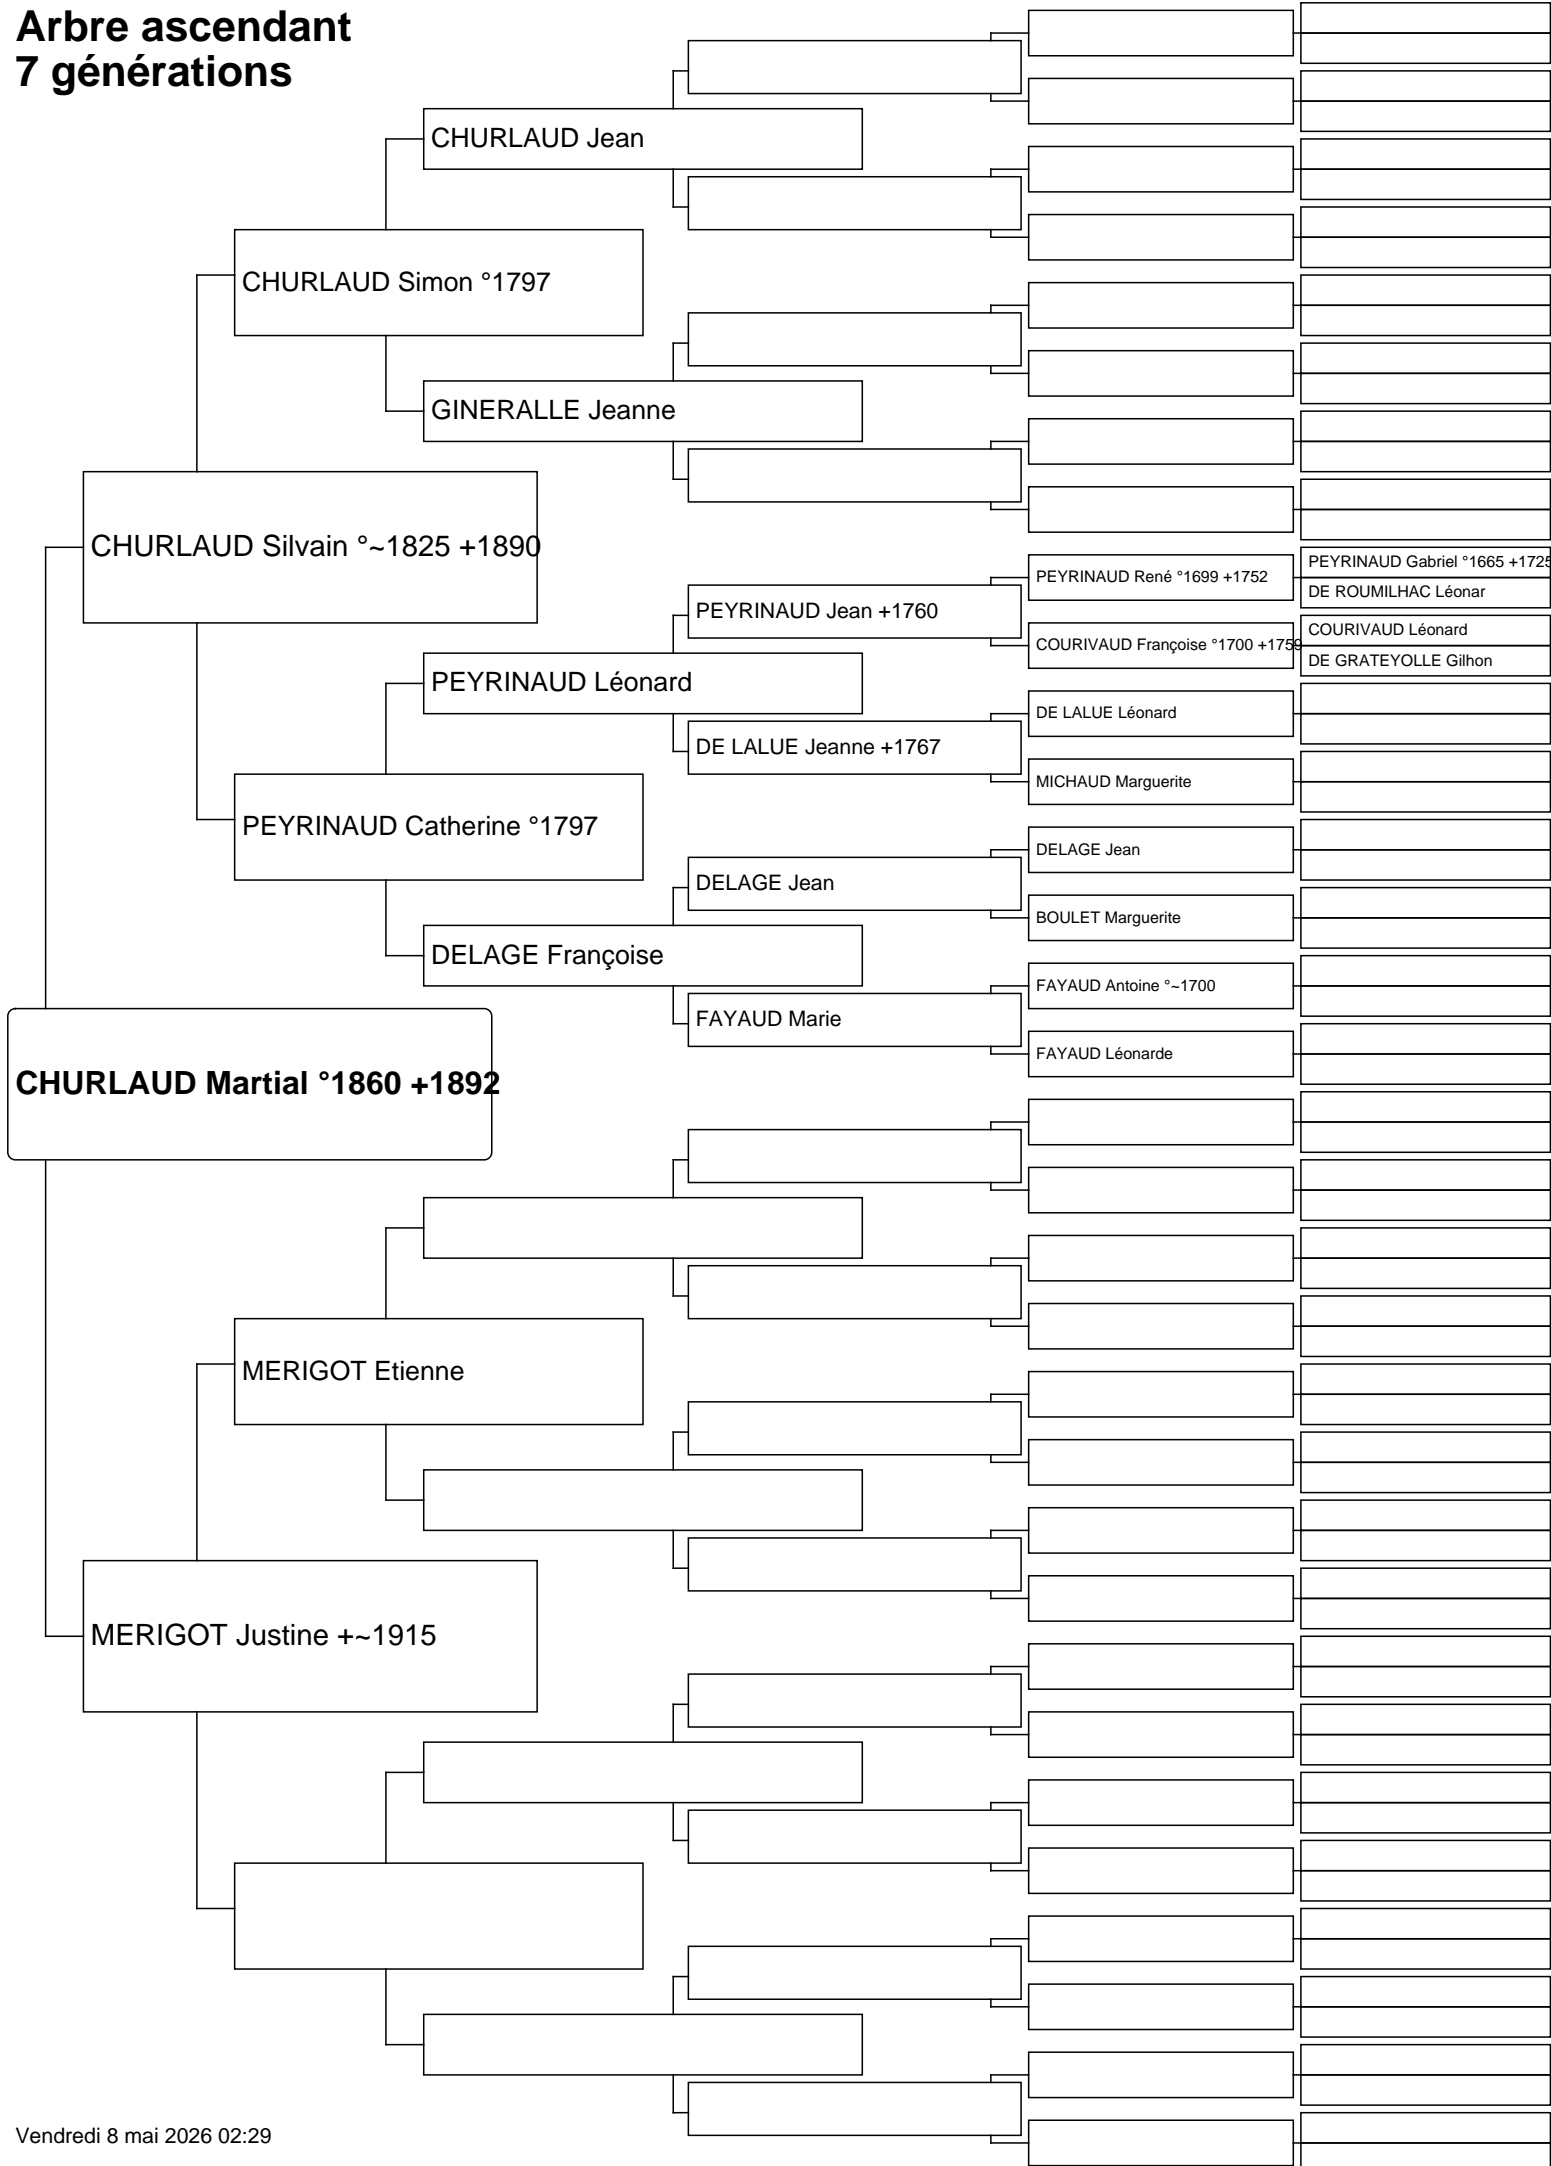 Arbre ascendant
7 générations
CHURLAUD Jean
CHURLAUD Simon °1797
GINERALLE Jeanne
CHURLAUD Silvain °~1825 +1890
PEYRINAUD René °1699 +1752
PEYRINAUD Gabriel °1665 +1725
DE ROUMILHAC Léonar
PEYRINAUD Jean +1760
COURIVAUD Françoise °1700 +1759
COURIVAUD Léonard
DE GRATEYOLLE Gilhon
PEYRINAUD Léonard
DE LALUE Léonard
DE LALUE Jeanne +1767
MICHAUD Marguerite
PEYRINAUD Catherine °1797
DELAGE Jean
DELAGE Jean
BOULET Marguerite
DELAGE Françoise
FAYAUD Antoine °~1700
FAYAUD Marie
FAYAUD Léonarde
CHURLAUD Martial °1860 +1892
MERIGOT Etienne
MERIGOT Justine +~1915
Vendredi 8 mai 2026 02:29